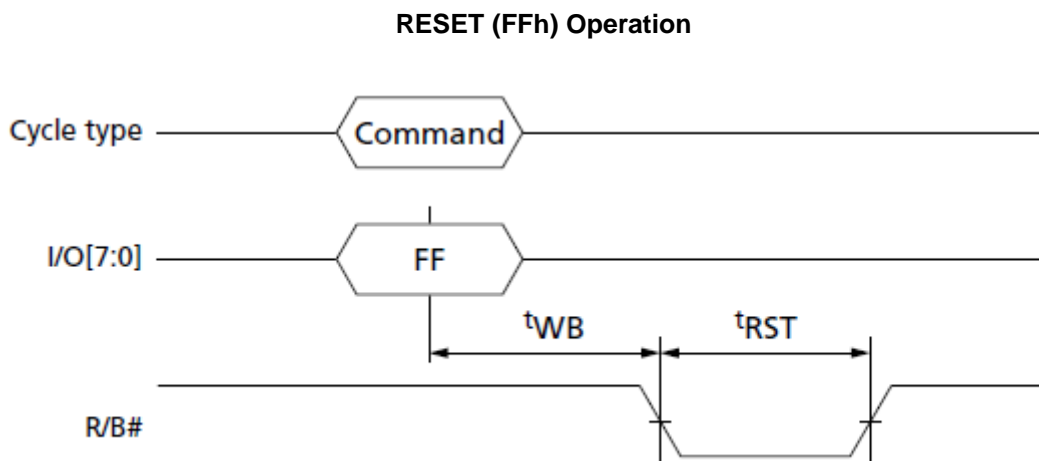 RESET (FFh) Operation
Cycle type
Command
I/O[7:0]
FF
tWB
tRST
R/B#